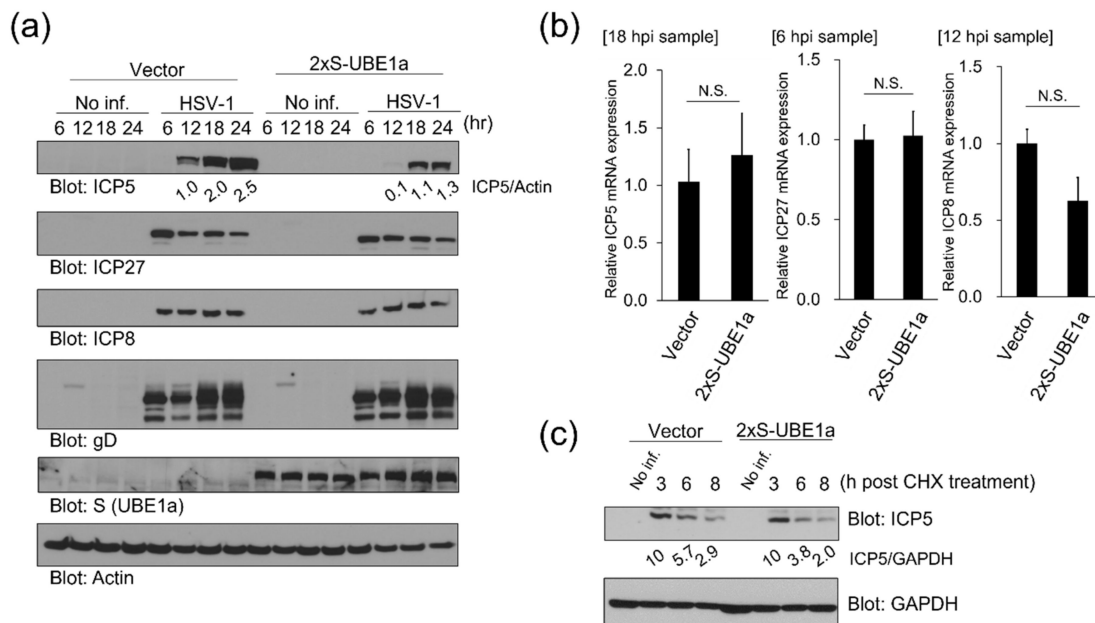 (a)
Vector 2xS-UBE1a
No inf. HSV-1 No inf. HSV-1
6 12 18 24 6 12 18 24 6 12 18 24 6 12 18 24 (hr)
Blot: ICP5
1.0 2.0 2.5 0.1 1.1 1.3 ICP5/Actin
Blot: ICP27
Blot: ICP8
Blot: gD
Blot: S (UBE1a)
Blot: Actin
(b)
[18 hpi sample] [6 hpi sample] [12 hpi sample]
Relative ICP5 mRNA expression
2.0
1.5
1.0
0.5
0.0
N.S.
Vector
2xS-UBE1a
Relative ICP27 mRNA expression
1.5
1.0
0.5
0.0
N.S.
Vector
2xS-UBE1a
Relative ICP8 mRNA expression
1.5
1.0
0.5
0.0
N.S.
Vector
2xS-UBE1a
(c)
Vector 2xS-UBE1a
No inf. 3 6 8 No inf. 3 6 8 (h post CHX treatment)
Blot: ICP5
10 5.7 2.9 10 3.8 2.0 ICP5/GAPDH
Blot: GAPDH